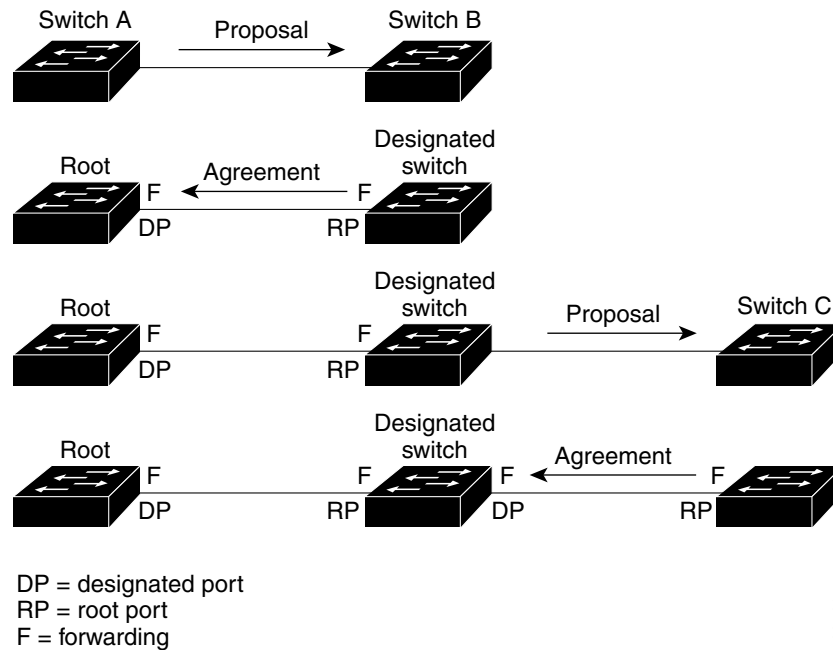 Switch A
Proposal
Switch B
Root
F
DP
Agreement
Designated
switch
F
RP
Root
F
DP
Designated
switch
F
RP
Proposal
Switch C
Root
F
DP
Designated
switch
F
RP
F
DP
Agreement
F
RP
DP = designated port
RP = root port
F = forwarding